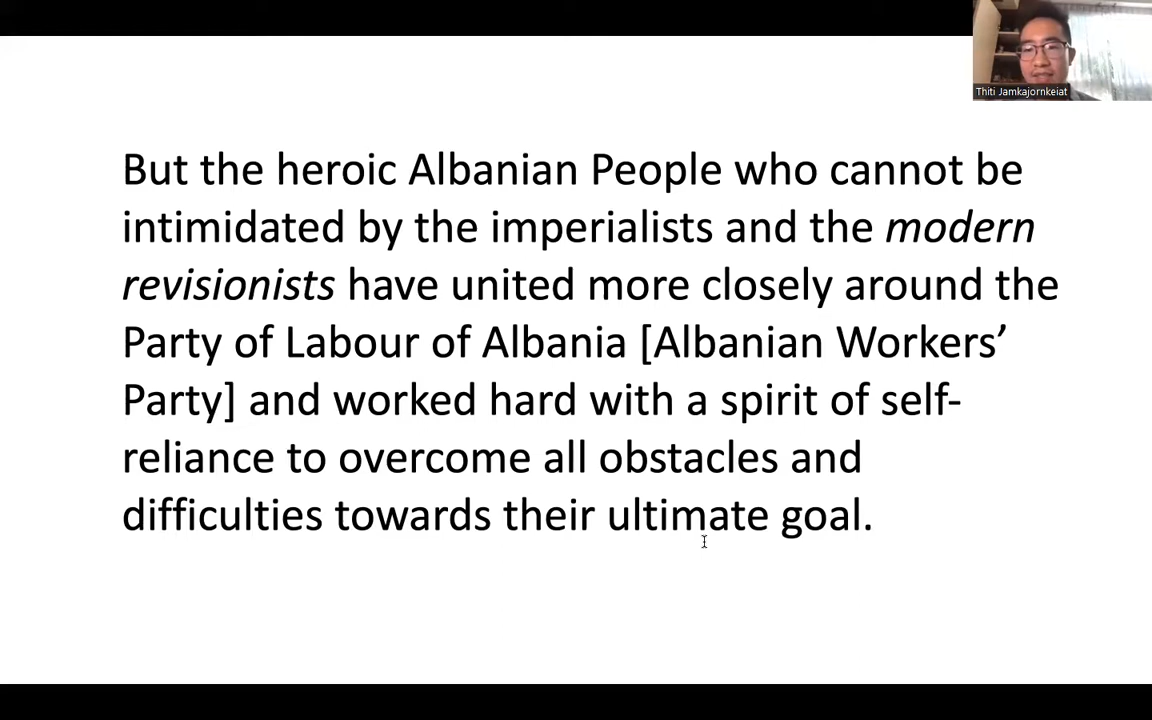 Thiti Jamkajornkeiat
But the heroic Albanian People who cannot be
intimidated by the imperialists and the modern
revisionists have united more closely around the
Party of Labour of Albania [Albanian Workers’
Party] and worked hard with a spirit of self-
reliance to overcome all obstacles and
difficulties towards their ultimate goal.